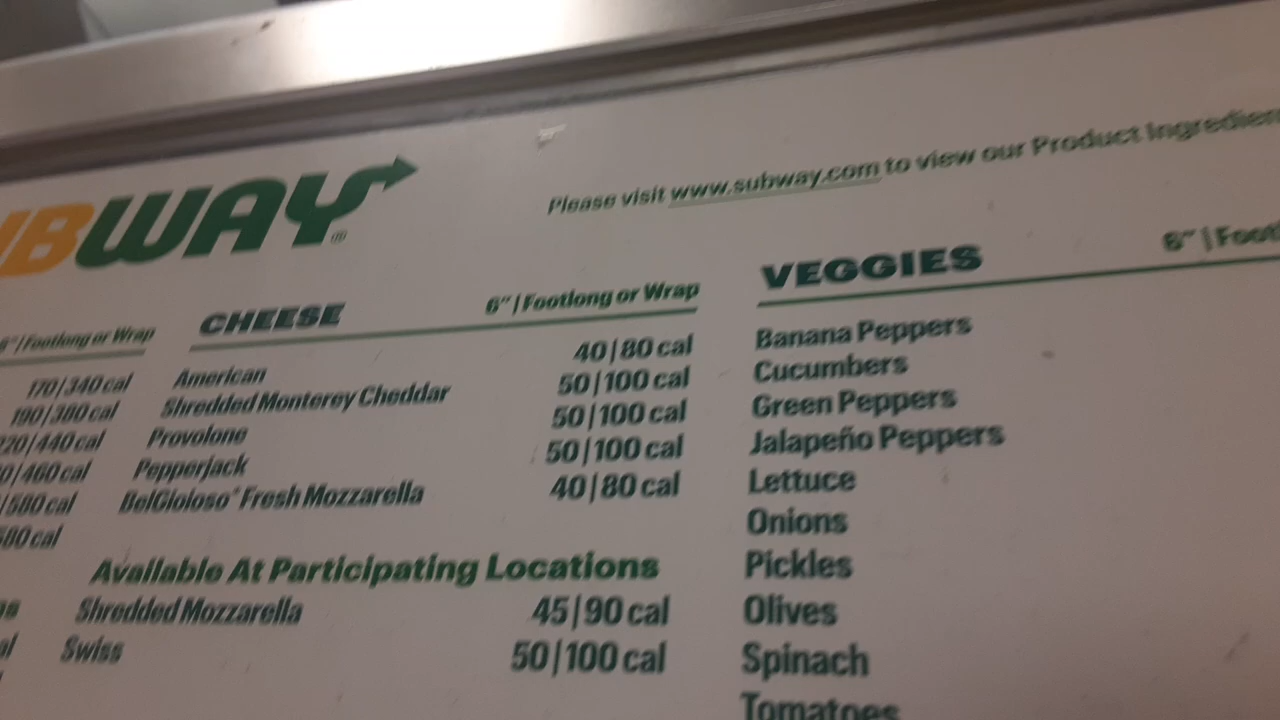 UBWAY®
Please visit www.subway.com to view our Product
6" | Footlong or Wrap
170|340 cal
190|380 cal
220|440 cal
|460 cal
|580 cal
cal
CHEESE 6" | Footlong or Wrap
American 40|80 cal
Shredded Monterey Cheddar 50|100 cal
Provolone 50|100 cal
Pepperjack 50|100 cal
BelGioioso® Fresh Mozzarella 40|80 cal
Available At Participating Locations
Shredded Mozzarella 45|90 cal
Swiss 50|100 cal
VEGGIES 6" |
Banana Peppers
Cucumbers
Green Peppers
Jalapeño Peppers
Lettuce
Onions
Pickles
Olives
Spinach
Tomatoes